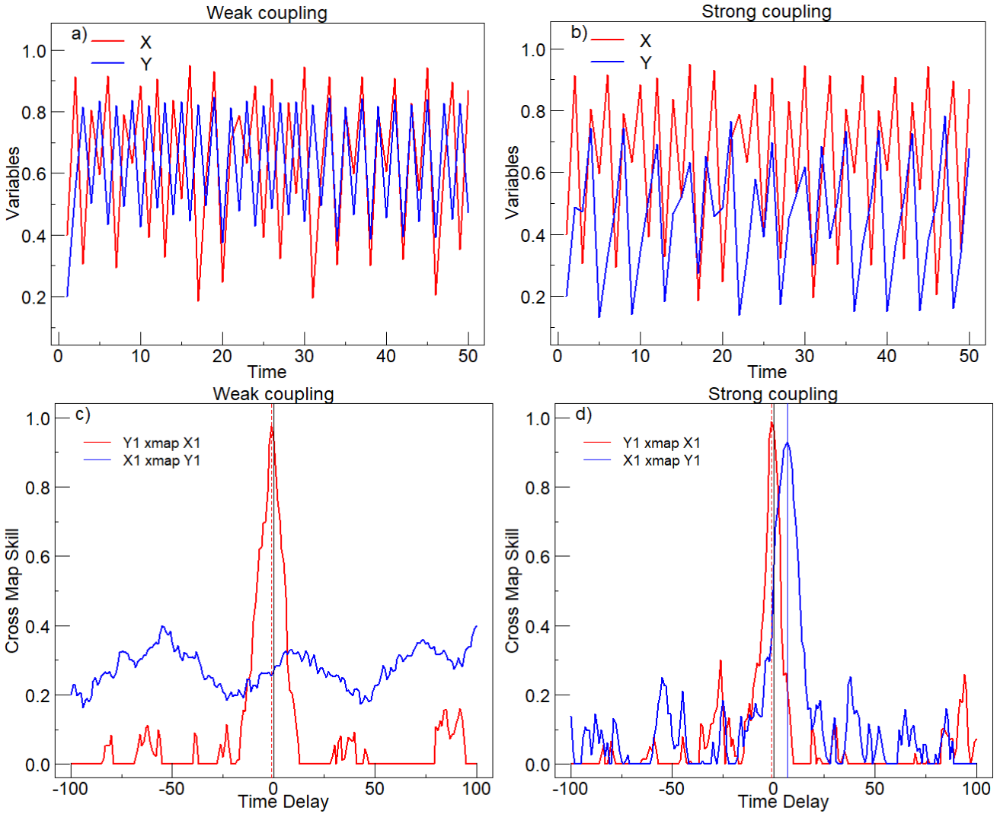 Weak coupling
a)
X
Y
1.0
0.8
0.6
0.4
0.2
Variables
0 10 20 30 40 50
Time
Strong coupling
b)
X
Y
1.0
0.8
0.6
0.4
0.2
Variables
0 10 20 30 40 50
Time
Weak coupling
c)
Y1 xmap X1
X1 xmap Y1
1.0
0.8
0.6
0.4
0.2
0.0
Cross Map Skill
-100 -50 0 50 100
Time Delay
Strong coupling
d)
Y1 xmap X1
X1 xmap Y1
1.0
0.8
0.6
0.4
0.2
0.0
Cross Map Skill
-100 -50 0 50 100
Time Delay